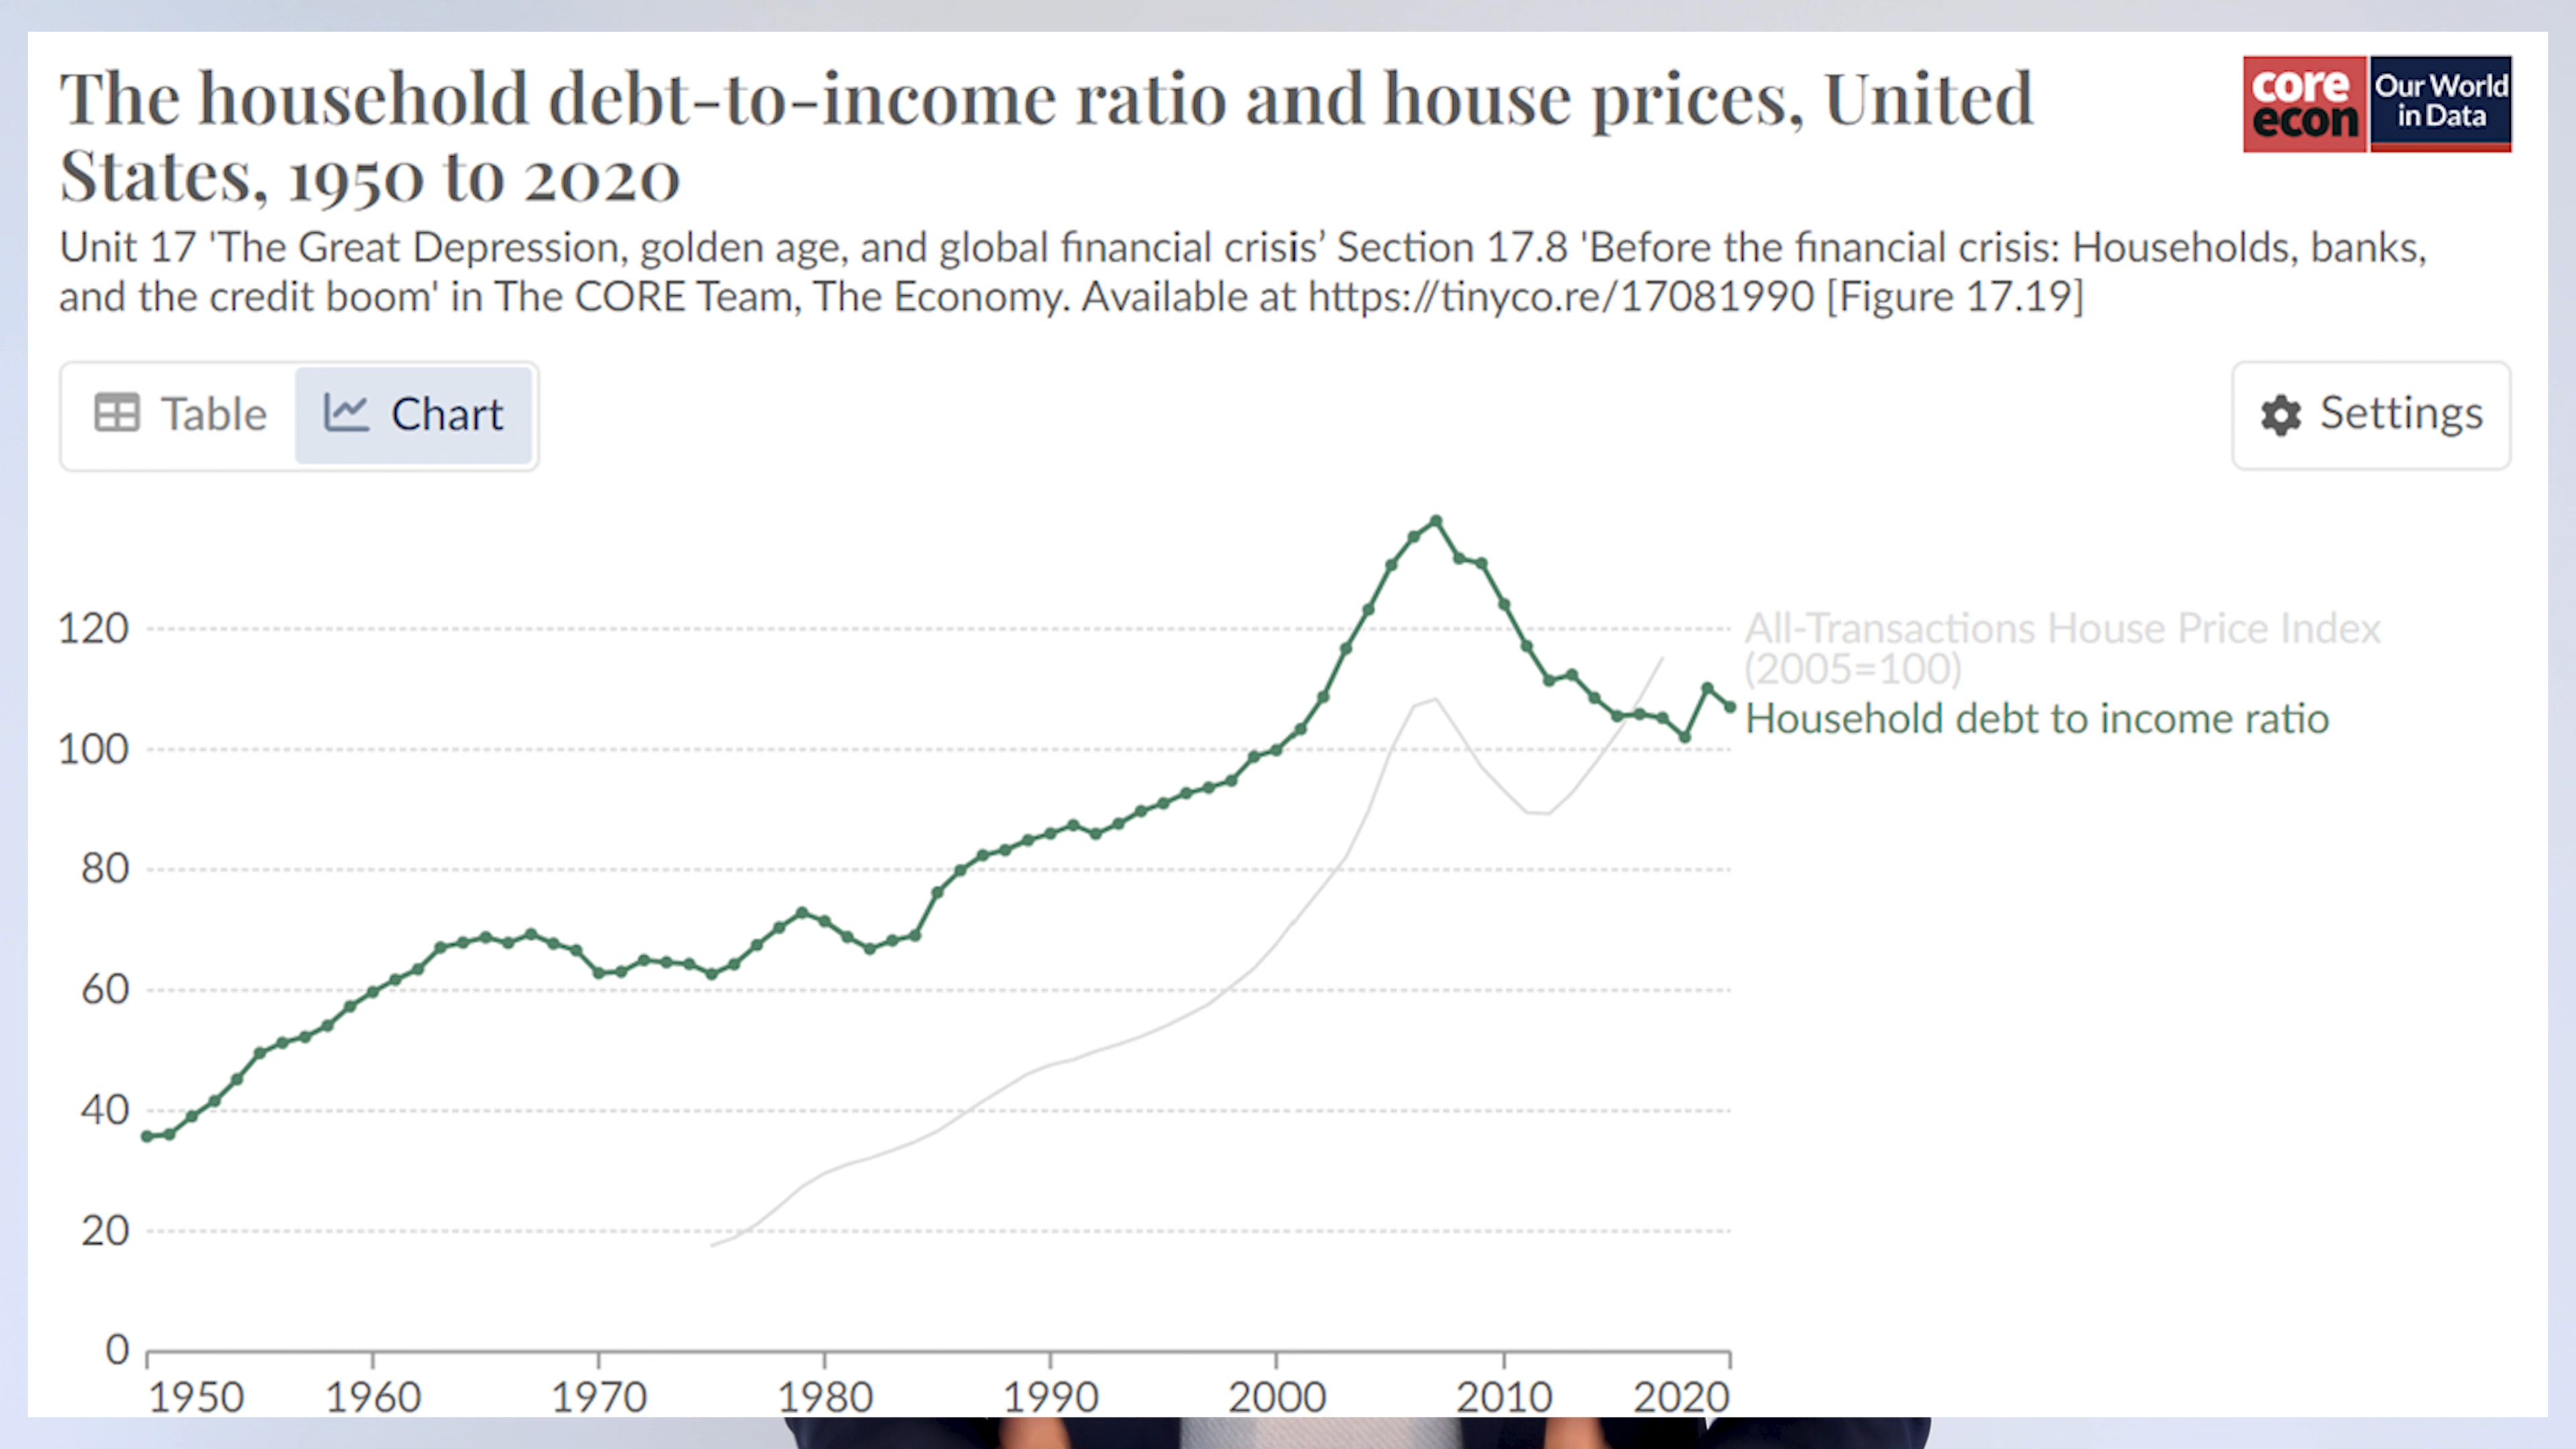 The household debt-to-income ratio and house prices, United
States, 1950 to 2020
core
econ
Our World
in Data
Unit 17 'The Great Depression, golden age, and global financial crisis’ Section 17.8 'Before the financial crisis: Households, banks,
and the credit boom' in The CORE Team, The Economy. Available at https://tinyco.re/17081990 [Figure 17.19]
Table
Chart
Settings
120
100
80
60
40
20
0
All-Transactions House Price Index
(2005=100)
Household debt to income ratio
1950 1960 1970 1980 1990 2000 2010 2020